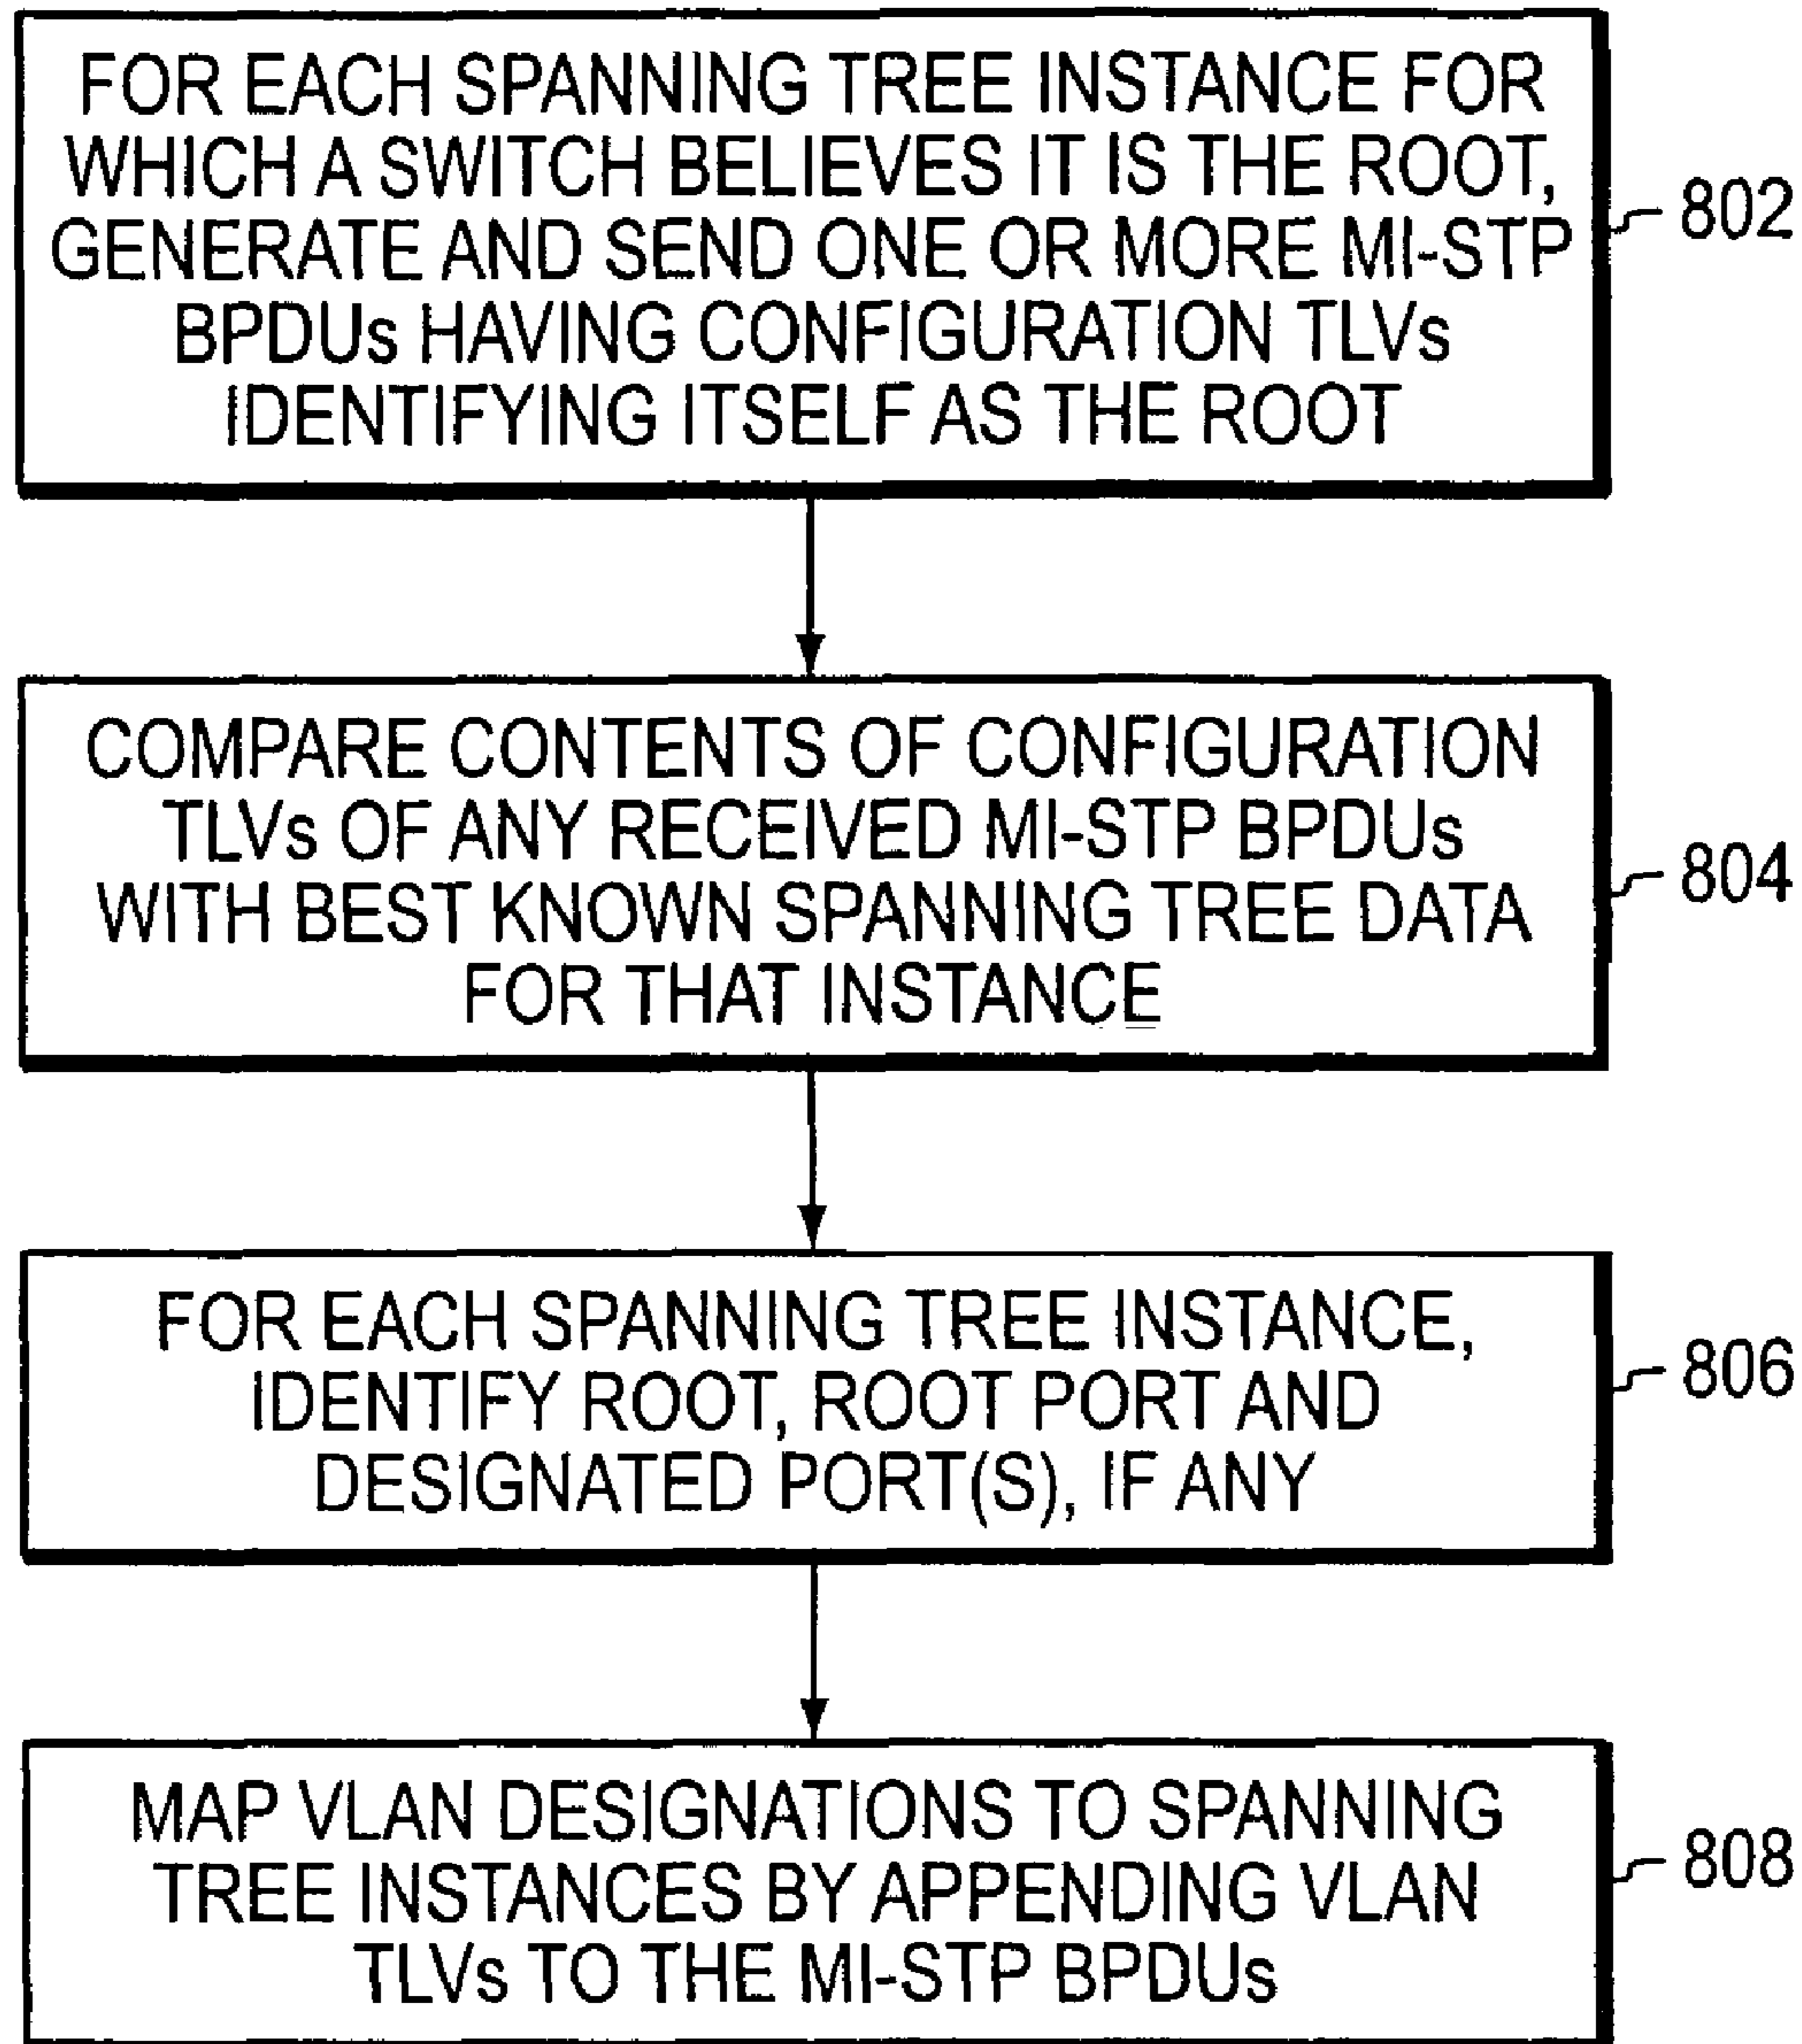 FOR EACH SPANNING TREE INSTANCE FOR
WHICH A SWITCH BELIEVES IT IS THE ROOT,
GENERATE AND SEND ONE OR MORE MI-STP
BPDUs HAVING CONFIGURATION TLVs
IDENTIFYING ITSELF AS THE ROOT
802
COMPARE CONTENTS OF CONFIGURATION
TLVs OF ANY RECEIVED MI-STP BPDUs
WITH BEST KNOWN SPANNING TREE DATA
FOR THAT INSTANCE
804
FOR EACH SPANNING TREE INSTANCE,
IDENTIFY ROOT, ROOT PORT AND
DESIGNATED PORT(S), IF ANY
806
MAP VLAN DESIGNATIONS TO SPANNING
TREE INSTANCES BY APPENDING VLAN
TLVs TO THE MI-STP BPDUs
808